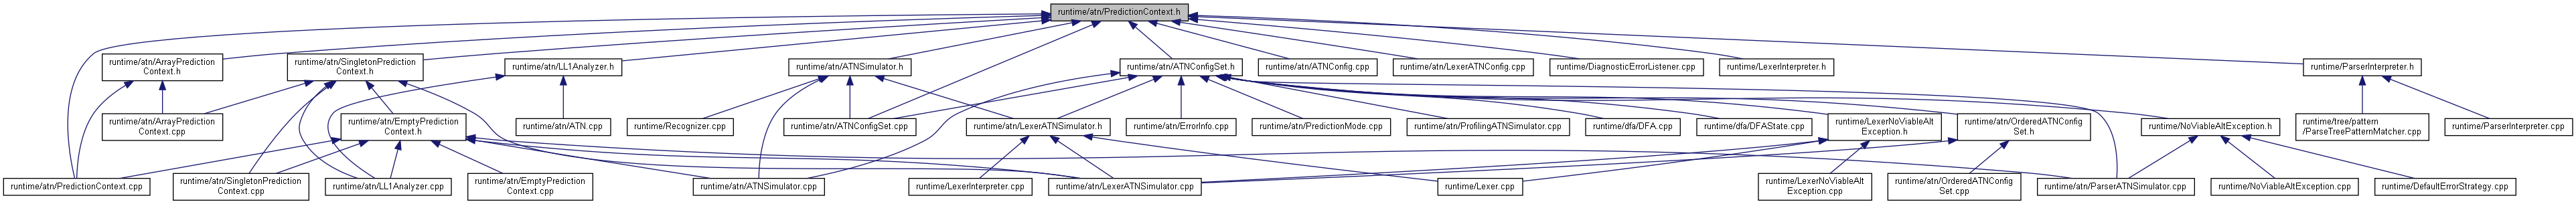 runtime/atn/PredictionContext.h
runtime/atn/ArrayPrediction
Context.h
runtime/atn/SingletonPrediction
Context.h
runtime/atn/LL1Analyzer.h
runtime/atn/ATNSimulator.h
runtime/atn/ATNConfigSet.h
runtime/atn/ATNConfig.cpp
runtime/atn/LexerATNConfig.cpp
runtime/DiagnosticErrorListener.cpp
runtime/LexerInterpreter.h
runtime/ParserInterpreter.h
runtime/atn/ArrayPrediction
Context.cpp
runtime/atn/EmptyPrediction
Context.h
runtime/atn/ATN.cpp
runtime/Recognizer.cpp
runtime/atn/ATNConfigSet.cpp
runtime/atn/LexerATNSimulator.h
runtime/atn/ErrorInfo.cpp
runtime/atn/PredictionMode.cpp
runtime/atn/ProfilingATNSimulator.cpp
runtime/dfa/DFA.cpp
runtime/dfa/DFAState.cpp
runtime/LexerNoViableAlt
Exception.h
runtime/atn/OrderedATNConfig
Set.h
runtime/NoViableAltException.h
runtime/tree/pattern
/ParseTreePatternMatcher.cpp
runtime/ParserInterpreter.cpp
runtime/atn/PredictionContext.cpp
runtime/atn/SingletonPrediction
Context.cpp
runtime/atn/LL1Analyzer.cpp
runtime/atn/EmptyPrediction
Context.cpp
runtime/atn/ATNSimulator.cpp
runtime/LexerInterpreter.cpp
runtime/atn/LexerATNSimulator.cpp
runtime/Lexer.cpp
runtime/LexerNoViableAlt
Exception.cpp
runtime/atn/OrderedATNConfig
Set.cpp
runtime/atn/ParserATNSimulator.cpp
runtime/NoViableAltException.cpp
runtime/DefaultErrorStrategy.cpp